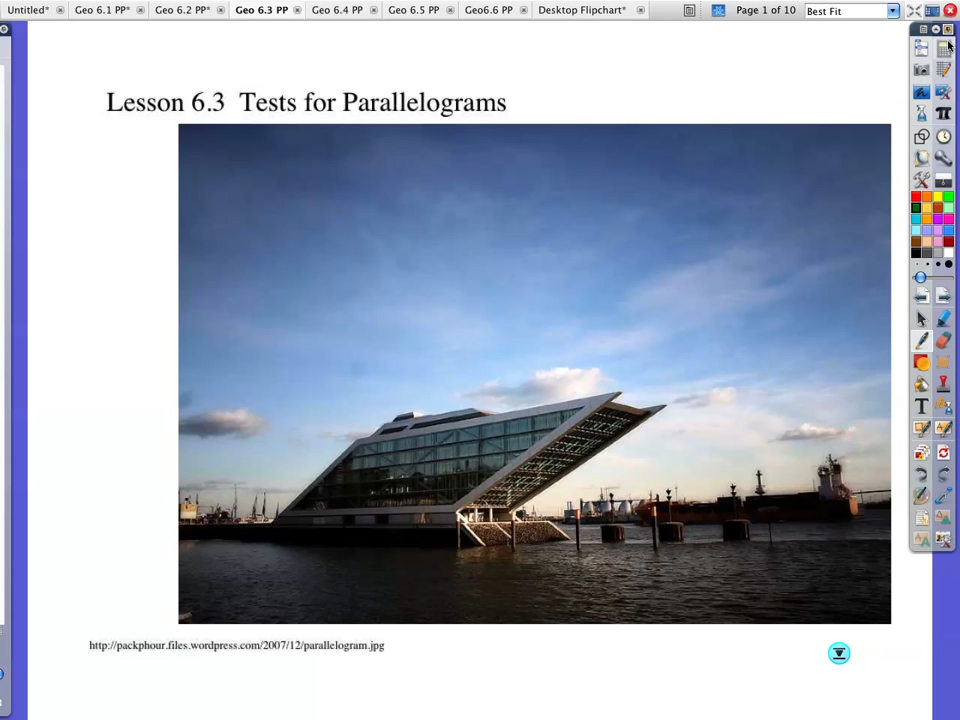 Untitled* Geo 6.1 PP* Geo 6.2 PP* Geo 6.3 PP Geo 6.4 PP Geo 6.5 PP Geo6.6 PP Desktop Flipchart* Page 1 of 10 Best Fit
Lesson 6.3 Tests for Parallelograms
http://packphour.files.wordpress.com/2007/12/parallelogram.jpg